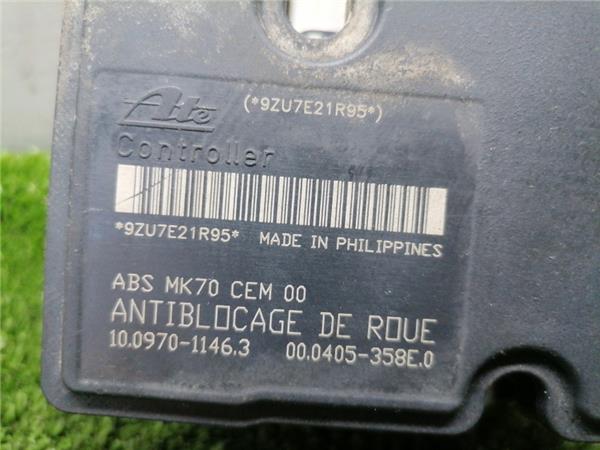 Ate (*9ZU7E21R95*)
Controller
*9ZU7E21R95* MADE IN PHILIPPINES
ABS MK70 CEM 00
ANTIBLOCAGE DE ROUE
10.0970-1146.3 00.0405-358E.0